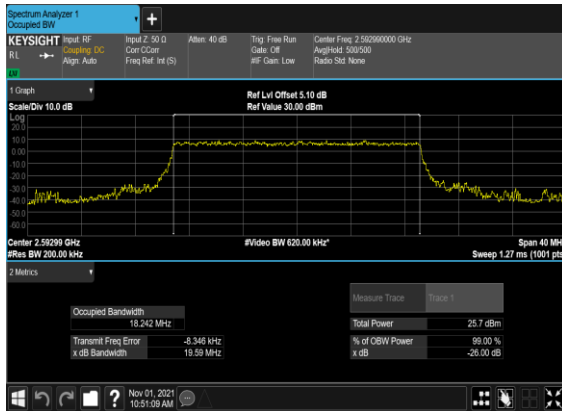 Spectrum Analyzer 1
Occupied BW
KEYSIGHT
RL
Input: RF
Coupling: DC
Align: Auto
Input Z: 50 Ω
Corr CCorr
Freq Ref: Int (S)
Atten: 40 dB
Trig: Free Run
Gate: Off
#IF Gain: Low
Center Freq: 2.592990000 GHz
Avg|Hold: 500/500
Radio Std: None
1 Graph
Scale/Div 10.0 dB
Ref Lvl Offset 5.10 dB
Ref Value 30.00 dBm
Log
20.0
10.0
0.00
-10.0
-20.0
-30.0
-40.0
-50.0
-60.0
Center 2.59299 GHz
#Res BW 200.00 kHz
#Video BW 620.00 kHz*
Span 40 MH
Sweep 1.27 ms (1001 pts
2 Metrics
Measure Trace
Trace 1
Occupied Bandwidth
18.242 MHz
Total Power
25.7 dBm
Transmit Freq Error
-8.346 kHz
% of OBW Power
99.00 %
x dB Bandwidth
19.59 MHz
x dB
-26.00 dB
?
Nov 01, 2021
10:51:09 AM